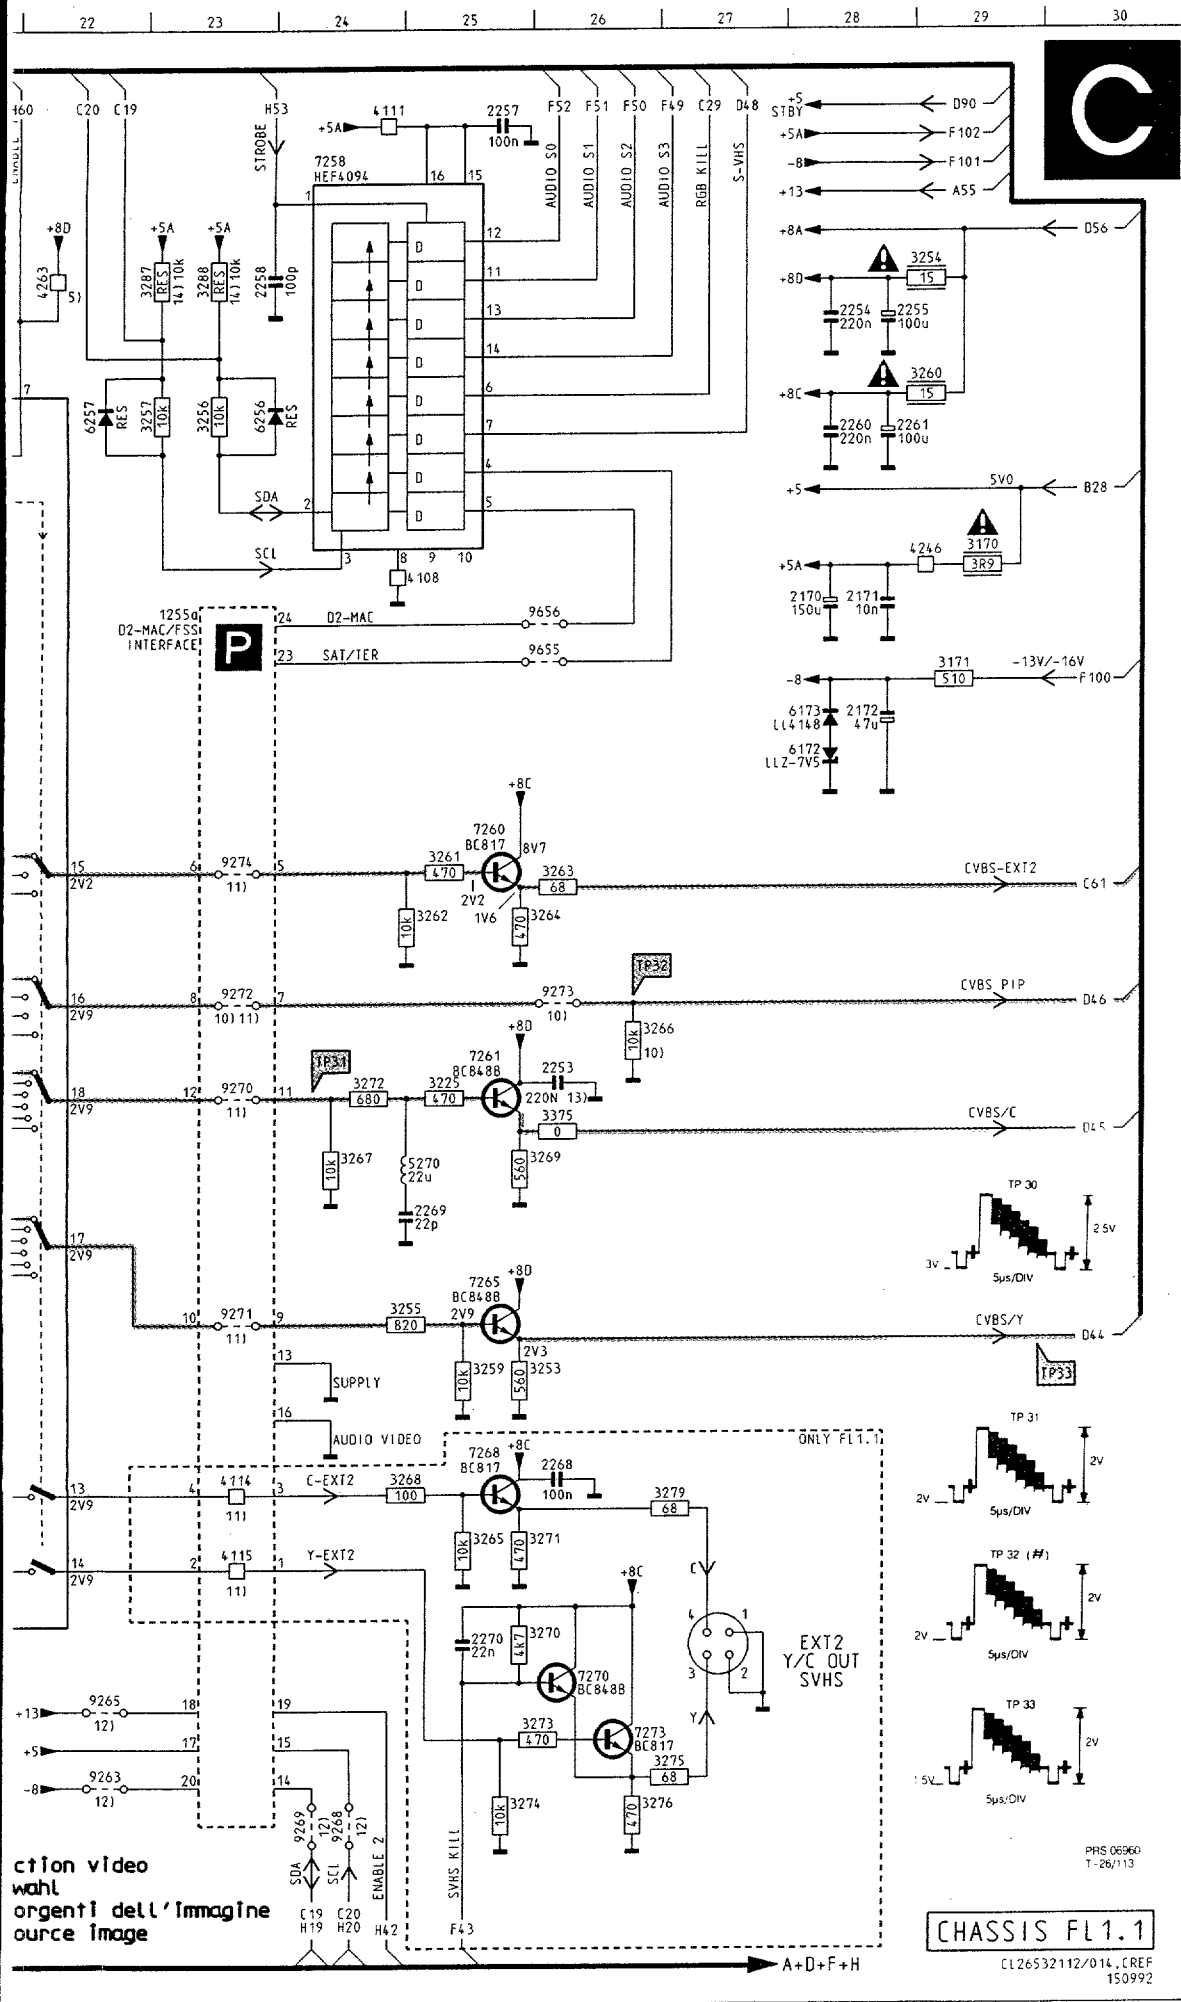 22 23 24 25 26 27 28 29 30
C
H60 C20 C19 H53 4111 2257 F52 F51 F50 F49 C29 D48
+5 STBY D90
+5A 100n
+5A F102
-8 F101
+13 A55
STROBE
AUDIO S0
AUDIO S1
AUDIO S2
AUDIO S3
RGB KILL
S-VHS
7258
HEF4094
16 15
1
+8A D56
+8D +5A +5A
4263 5)
3287 RES 14) 10k
3288 RES 14) 10k
2258 100p
D 12
D 11
D 13
D 14
D 6
D 7
D 4
D 5
+8D 3254
15
2254 220n
2255 100u
+8C 3260
15
2260 220n
2261 100u
7
6257 RES
3257 10k
3256 10k
6256 RES
SDA 2
SCL 3 8 9 10
4108
+5 5V0 B28
+5A 4246 3170
3R9
2170 150u
2171 10n
1255a
D2-MAC/FSS
INTERFACE
P
24 D2-MAC 9656
23 SAT/TER 9655
-8 3171 -13V/-16V
510 F100
6173
LL4148
2172
47u
6172
LLZ-7V5
+8C
7260
BC817 8V7
15 6 9274 5 3261 3263 CVBS-EXT2
2V2 11) 470 68 C61
2V2 1V6
3262 10k
3264 470
TP32
16 8 9272 7 9273 CVBS PIP
2V9 10) 11) 10) D46
3266 10k
10)
+8D
TP31
7261
BC848B
2253
220N 13)
18 12 9270 11 3272 3225
2V9 11) 680 470
3375
0
CVBS/C D45
3267 10k
5270
22u
3269 560
2269
22p
TP 30
2.5V
3V
5µs/DIV
17
2V9
+8D
7265
BC848B
10 9271 9 3255 2V9
11) 820
CVBS/Y D44
2V3
3259 10k
3253 560
TP33
13
SUPPLY
16
AUDIO VIDEO
ONLY FL1.1
TP 31
2V
2V
5µs/DIV
+8C
7268
BC817
2268
100n
13 4 4114 3 C-EXT2 3268
2V9 11) 100
3279
68
3265 10k
3271 470
14 2 4115 1 Y-EXT2
2V9 11)
C
+8C
TP 32 (#)
2V
2V
5µs/DIV
2270
22n
3270 4k7
4 1
3 2
EXT2
Y/C OUT
SVHS
7270
BC848B
+13 9265 18 19
12)
+5 17 15
-8 9263 20 14
12)
3273
470
7273
BC817
Y
3275
68
3274 10k
3276 470
TP 33
2V
5µs/DIV
9269 12)
9268 12)
SDA
SCL
ENABLE 2
SVHS KILL
ction video
wahl
orgenti dell'immagine
ource image
C19 C20
H19 H20 H42 F43
PRS 06960
T-26/113
CHASSIS FL1.1
A+D+F+H
CL26532112/014,CREF
150992